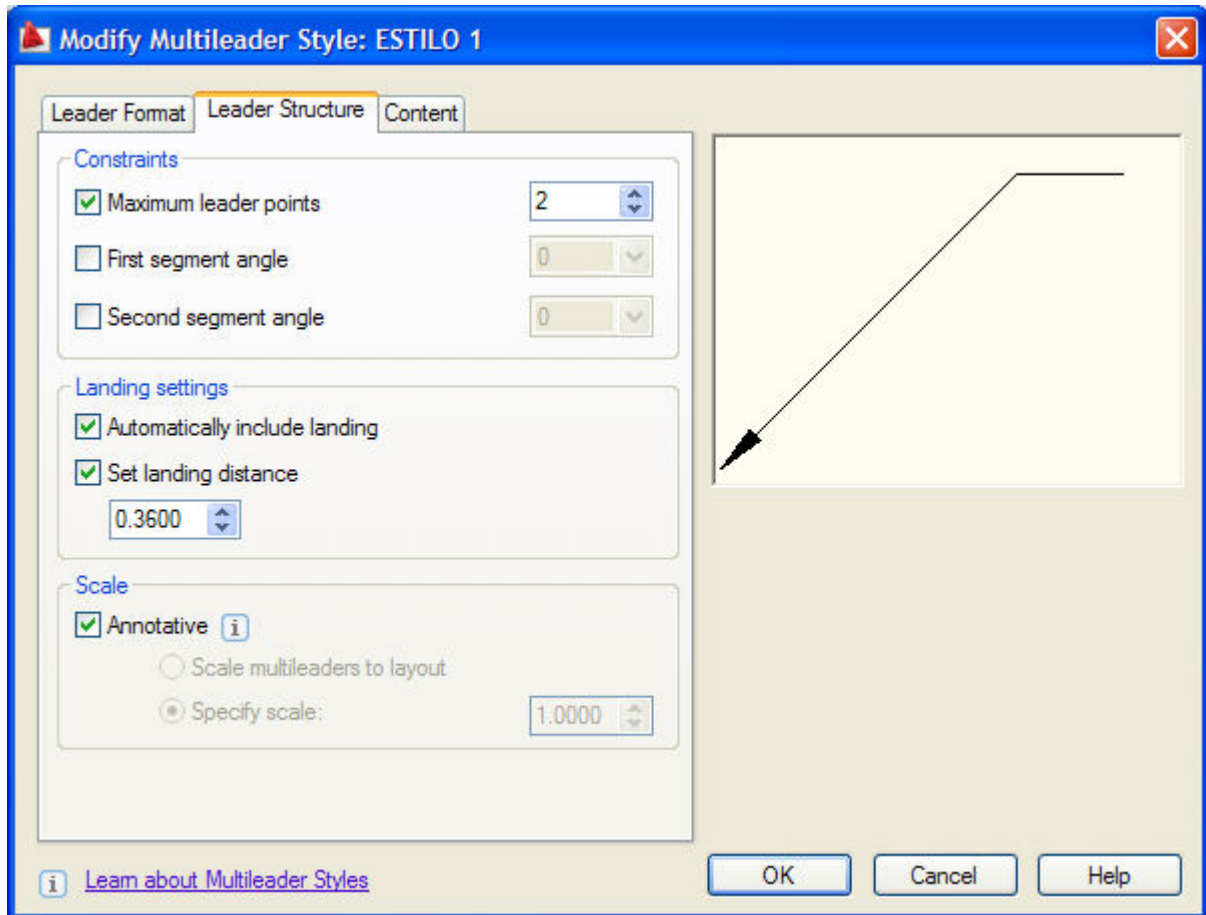 Modify Multileader Style: ESTILO 1
Leader Format Leader Structure Content
Constraints
Maximum leader points 2
First segment angle 0
Second segment angle 0
Landing settings
Automatically include landing
Set landing distance
0.3600
Scale
Annotative i
Scale multileaders to layout
Specify scale: 1.0000
i Learn about Multileader Styles
OK Cancel Help